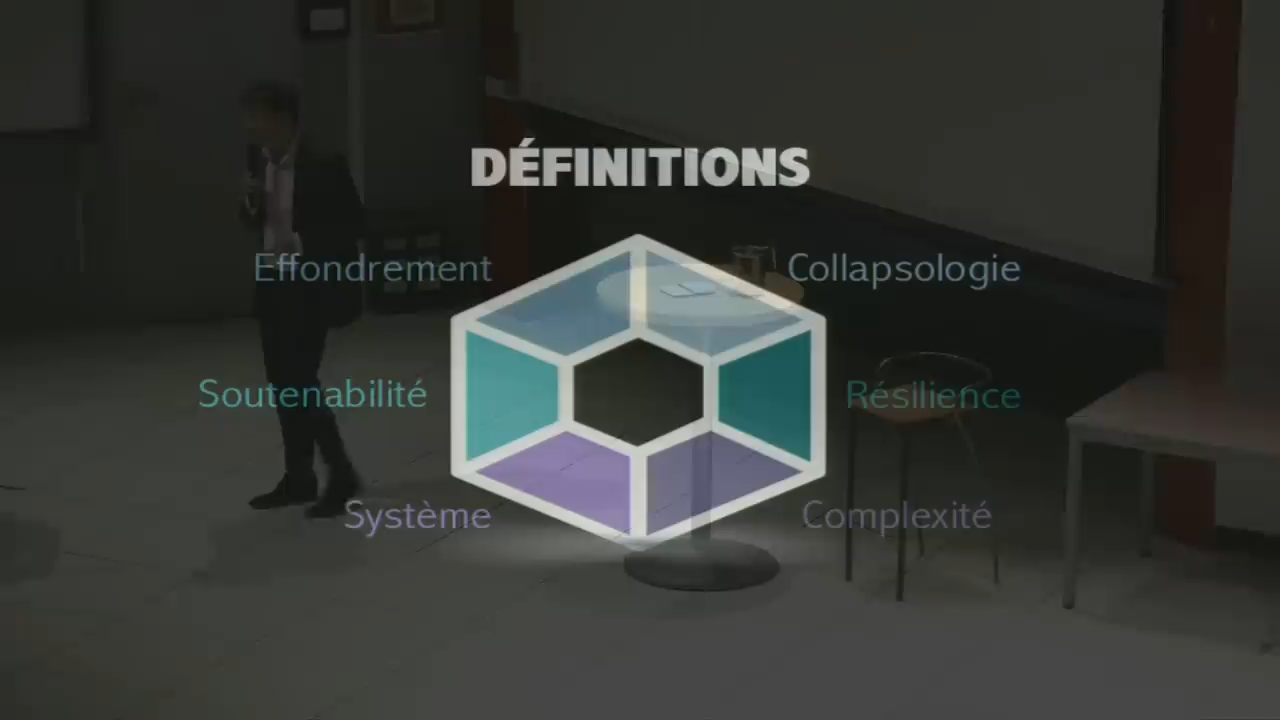 DÉFINITIONS
Effondrement
Collapsologie
Soutenabilité
Résilience
Système
Complexité